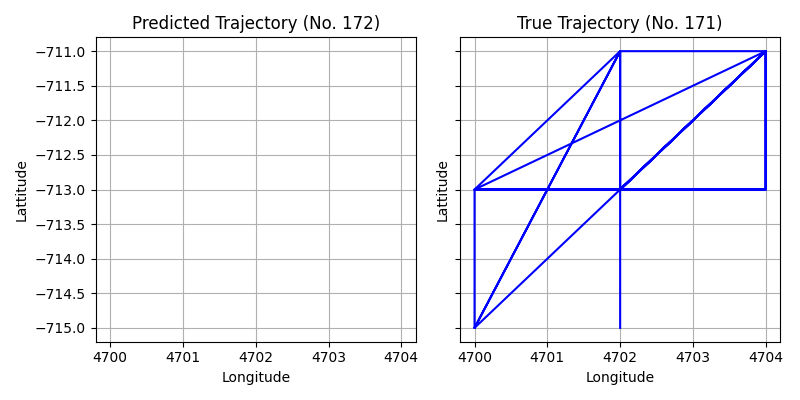 Predicted Trajectory (No. 172)
True Trajectory (No. 171)
−711.0
−711.5
−712.0
−712.5
−713.0
−713.5
−714.0
−714.5
−715.0
Lattitude
Lattitude
4700 4701 4702 4703 4704
4700 4701 4702 4703 4704
Longitude
Longitude